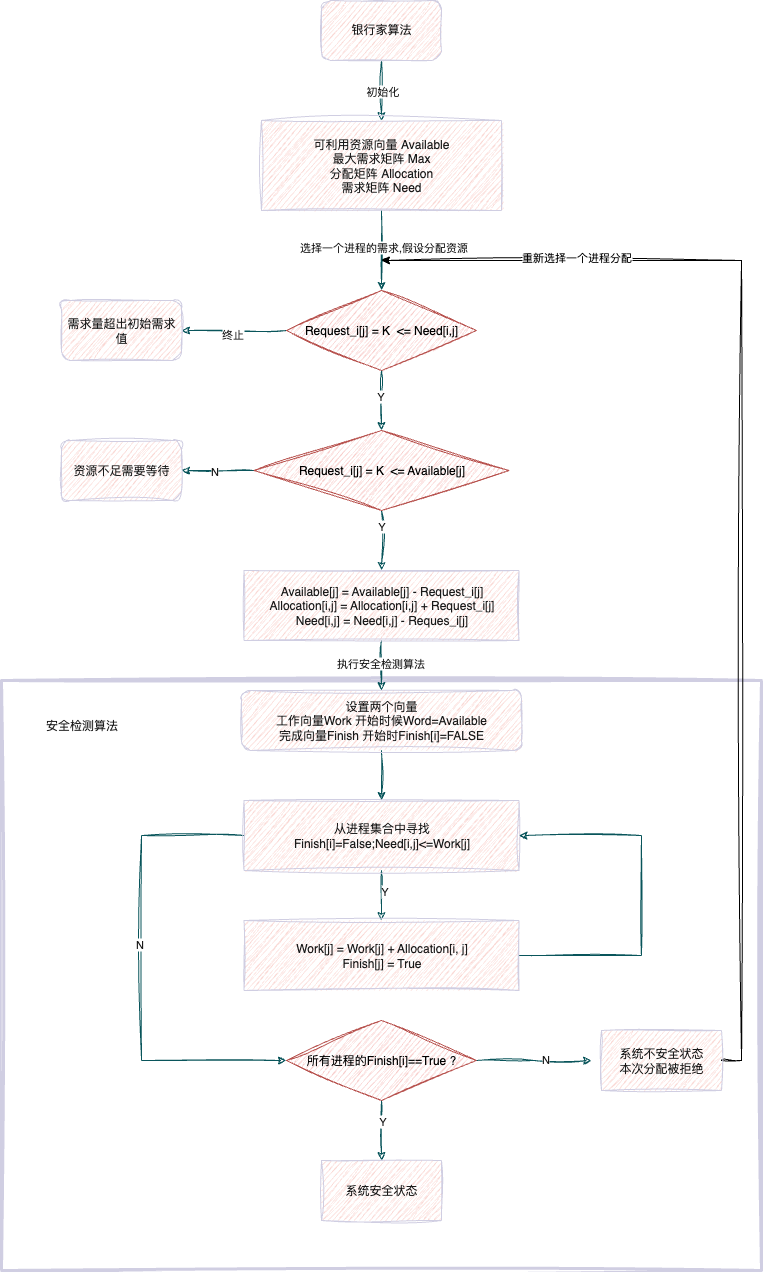 银行家算法
初始化
可利用资源向量 Available
最大需求矩阵 Max
分配矩阵 Allocation
需求矩阵 Need
选择一个进程的需求,假设分配资源
重新选择一个进程分配
需求量超出初始需求
值
终止
Request_i[j] = K <= Need[i,j]
Y
资源不足需要等待
N
Request_i[j] = K <= Available[j]
Y
Available[j] = Available[j] - Request_i[j]
Allocation[i,j] = Allocation[i,j] + Request_i[j]
Need[i,j] = Need[i,j] - Reques_i[j]
执行安全检测算法
安全检测算法
设置两个向量
工作向量Work 开始时候Word=Available
完成向量Finish 开始时Finish[i]=FALSE
从进程集合中寻找
Finish[i]=False;Need[i,j]<=Work[j]
Y
N
Work[j] = Work[j] + Allocation[i, j]
Finish[j] = True
所有进程的Finish[i]==True ?
N
系统不安全状态
本次分配被拒绝
Y
系统安全状态